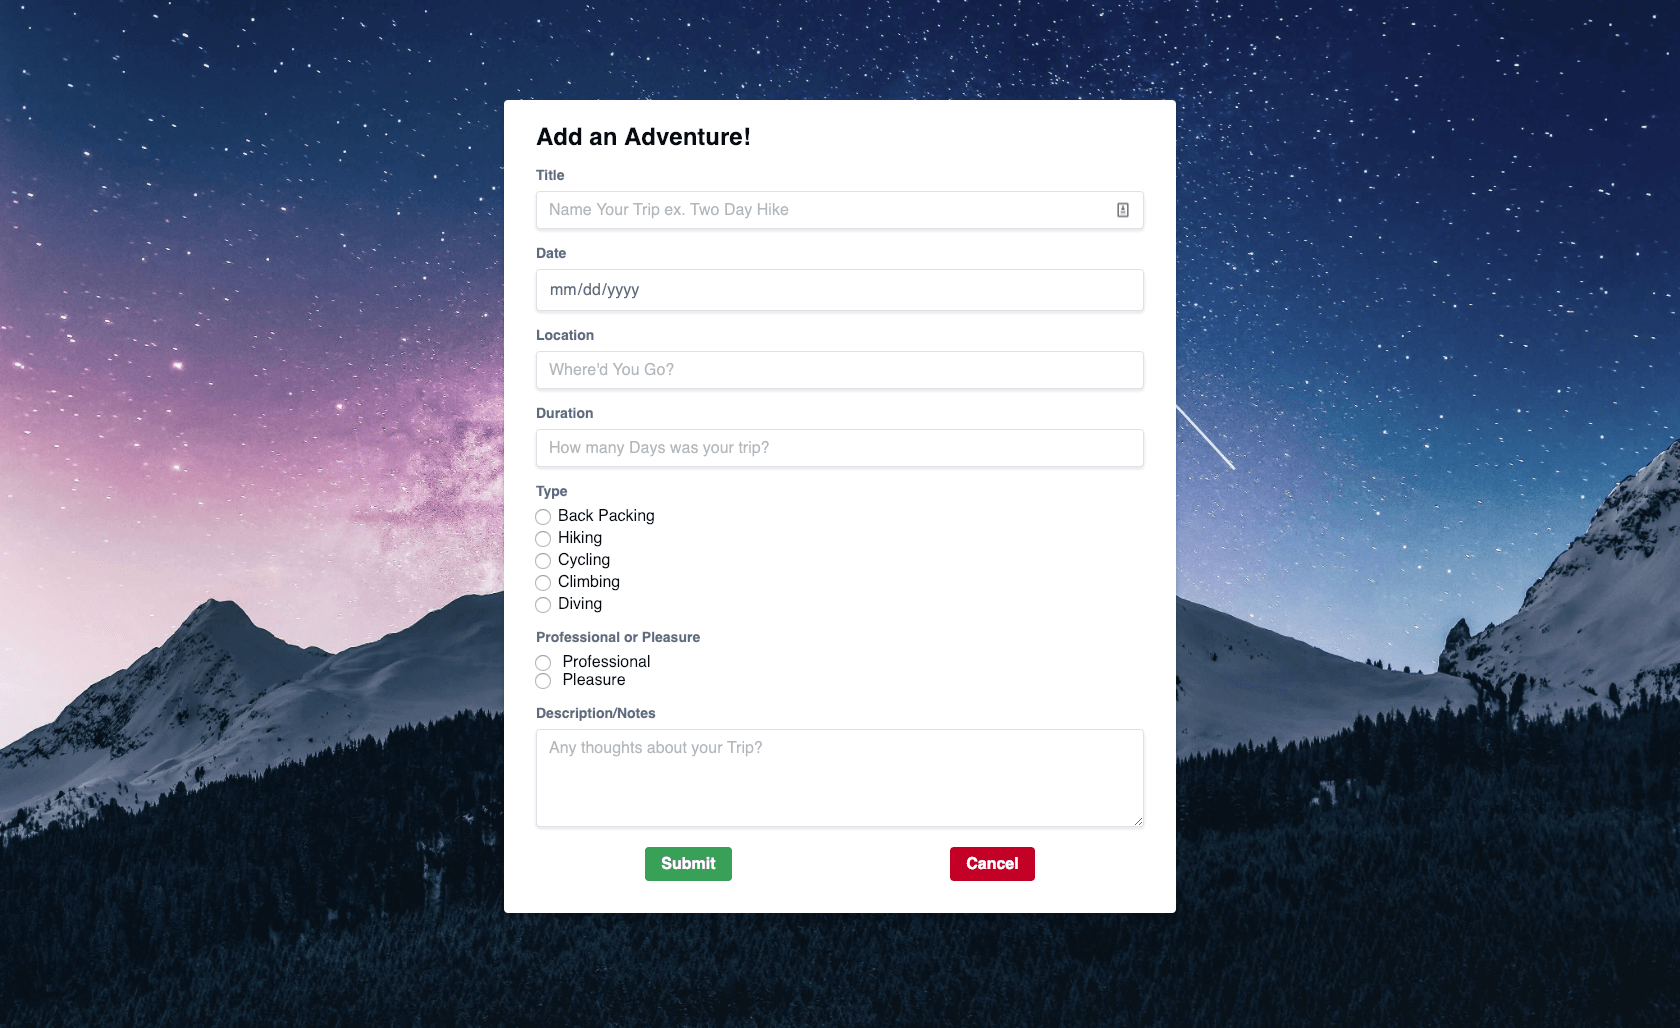 Add an Adventure!
Title
Name Your Trip ex. Two Day Hike
Date
mm/dd/yyyy
Location
Where'd You Go?
Duration
How many Days was your trip?
Type
Back Packing
Hiking
Cycling
Climbing
Diving
Professional or Pleasure
Professional
Pleasure
Description/Notes
Any thoughts about your Trip?
Submit
Cancel